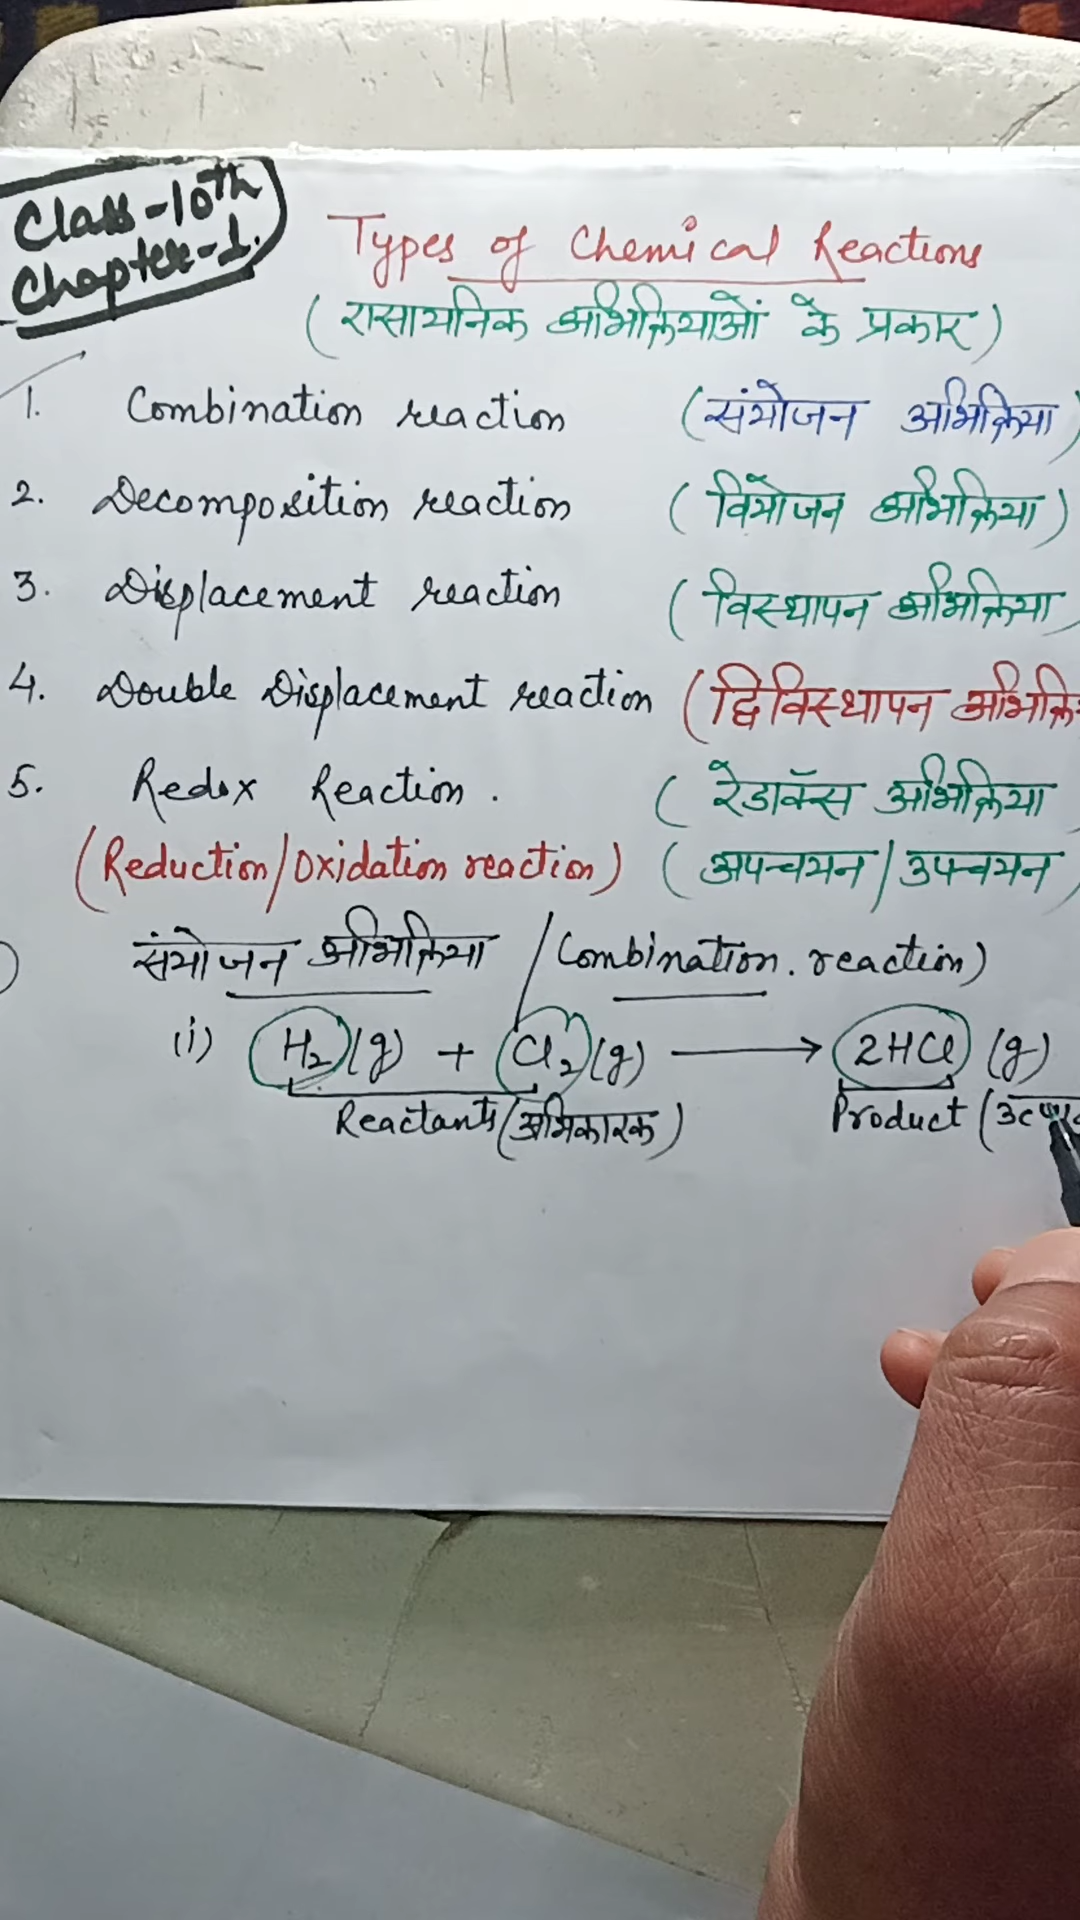 Class-10th
Chapter-1.
Types of Chemical Reactions
(रासायनिक अभिक्रियाओं के प्रकार)
1. Combination reaction (संयोजन अभिक्रिया)
2. Decomposition reaction (वियोजन अभिक्रिया)
3. Displacement reaction (विस्थापन अभिक्रिया)
4. Double Displacement reaction (द्विविस्थापन
5. Redox Reaction. (रेडॉक्स अभिक्रिया
(Reduction/Oxidation reaction) (अपचयन/उपचयन)
संयोजन अभिक्रिया / Combination. reaction)
(i) H₂(g) + Cl₂(g) ⟶ 2HCl (g)
Reactants (अभिकारक) Product (